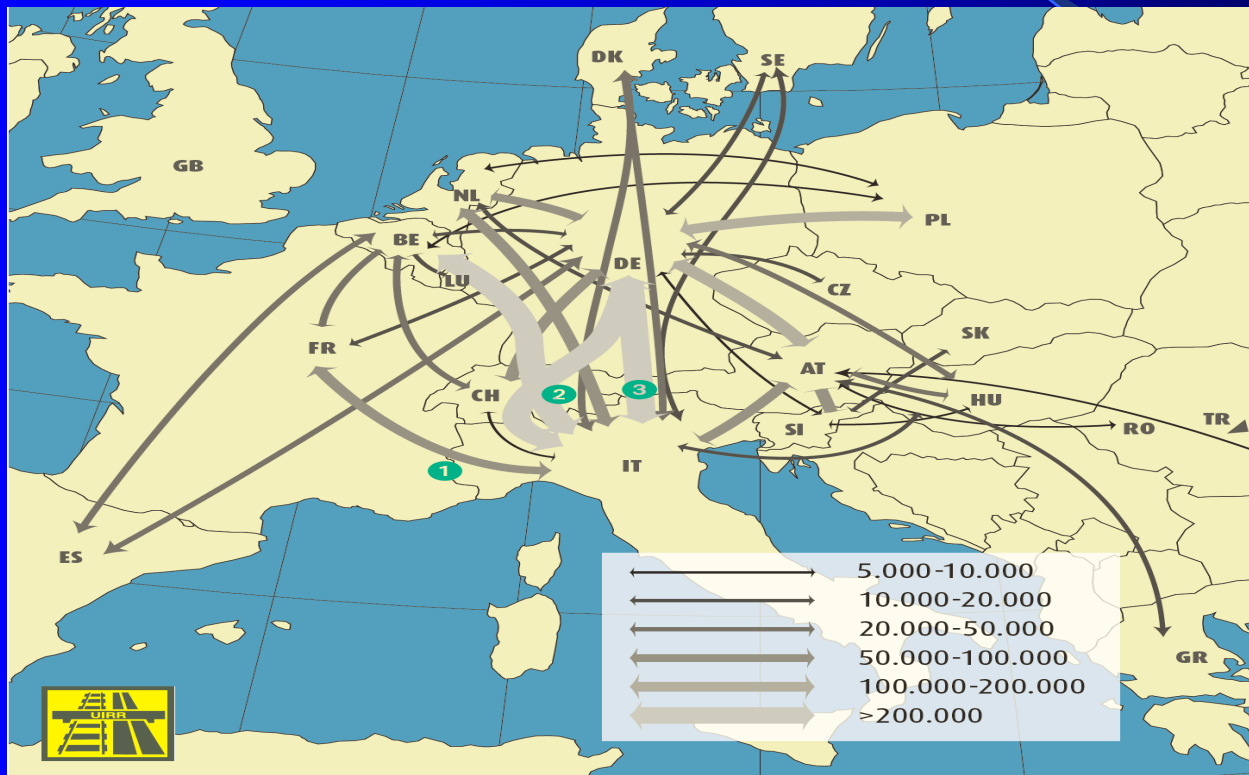 DK
SE
GB
NL
PL
BE
DE
LU
CZ
SK
FR
AT
CH
2
3
HU
SI
RO
TR
IT
1
ES
5.000-10.000
10.000-20.000
20.000-50.000
50.000-100.000
GR
100.000-200.000
>200.000
UIRR